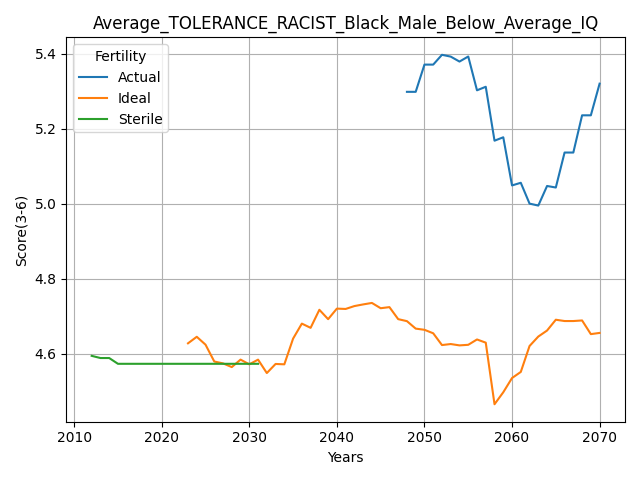 Average_TOLERANCE_RACIST_Black_Male_Below_Average_IQ
Fertility
Actual
Ideal
Sterile
Score(3-6)
5.4
5.2
5.0
4.8
4.6
2010 2020 2030 2040 2050 2060 2070
Years